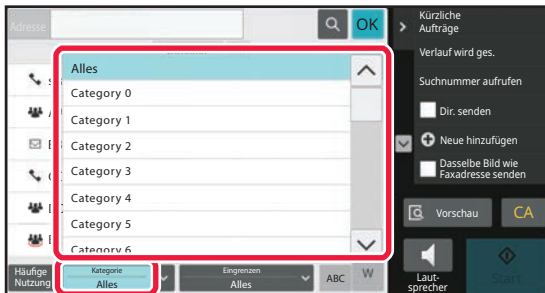 Adresse
OK
Alles
Category 0
Category 1
Category 2
Category 3
Category 4
Category 5
Category 6
Häufige
Nutzung
Kategorie
Alles
Eingrenzen
Alles
ABC
W
Kürzliche
Aufträge
Verlauf wird ges.
Suchnummer aufrufen
Dir. senden
Neue hinzufügen
Dasselbe Bild wie
Faxadresse senden
Vorschau
CA
Laut-
sprecher
Start